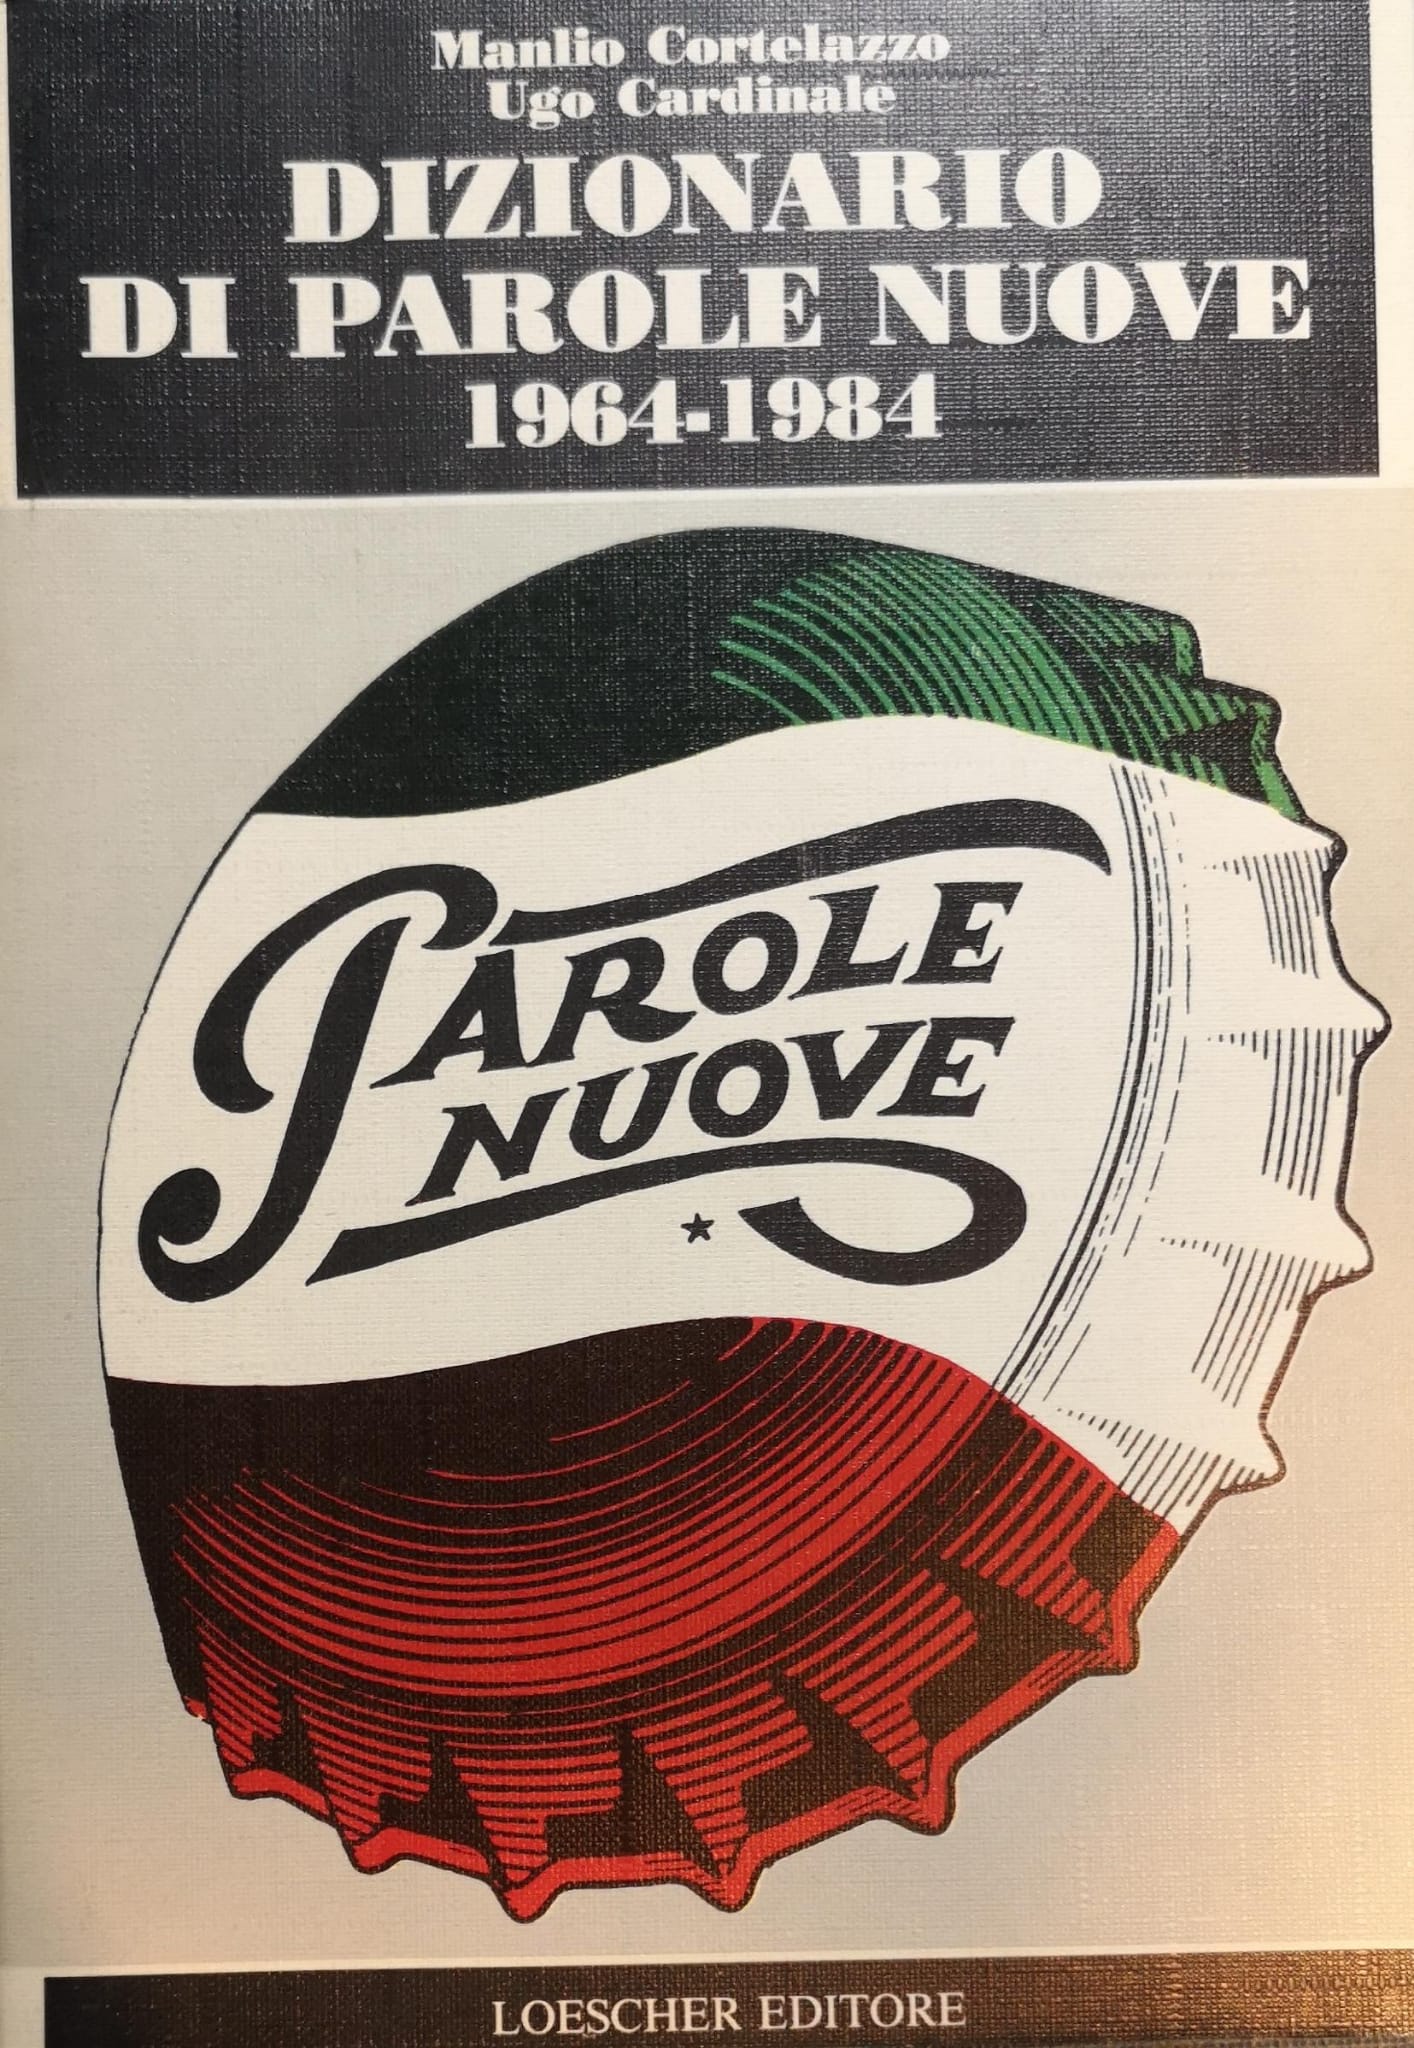 Manlio Cortelazzo
Ugo Cardinale
DIZIONARIO
DI PAROLE NUOVE
1964-1984
PAROLE
NUOVE
LOESCHER EDITORE